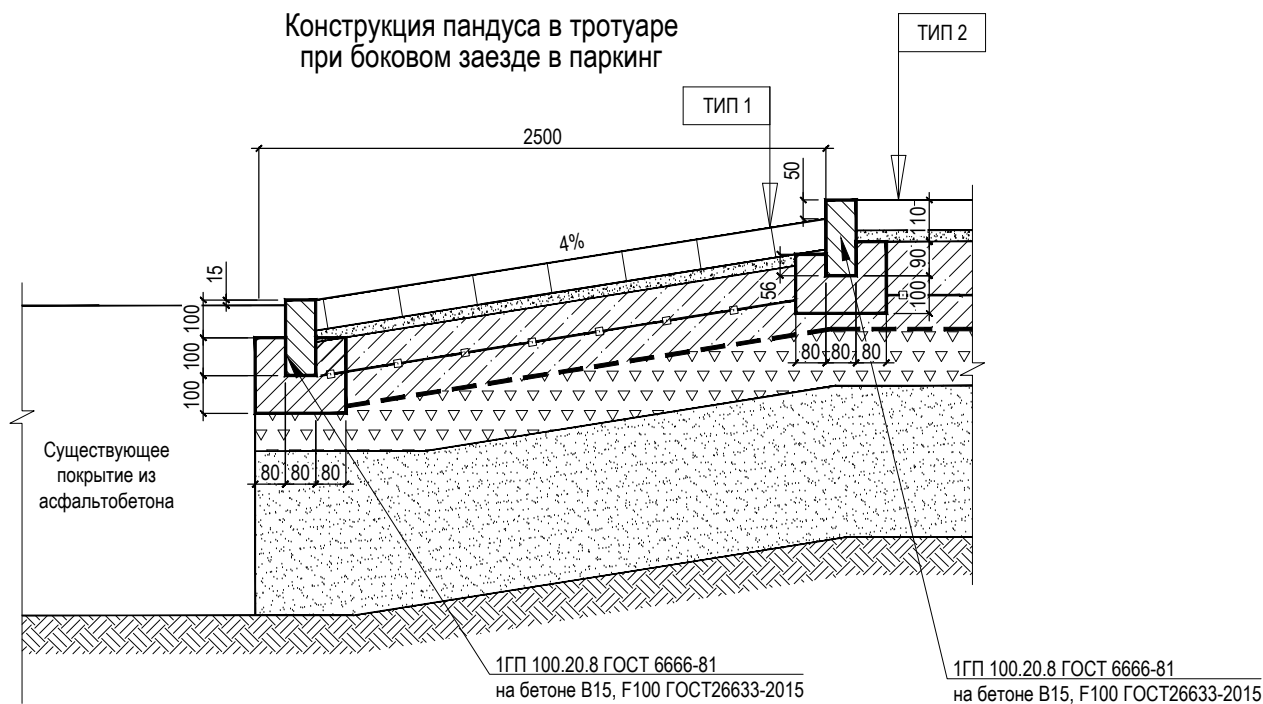 Конструкция пандуса в тротуаре
при боковом заезде в паркинг
ТИП 2
ТИП 1
2500
50
110
4%
15
90
56
100
100
100
100
80
80
80
Существующее
покрытие из
асфальтобетона
80
80
80
1ГП 100.20.8 ГОСТ 6666-81
на бетоне В15, F100 ГОСТ26633-2015
1ГП 100.20.8 ГОСТ 6666-81
на бетоне В15, F100 ГОСТ26633-2015